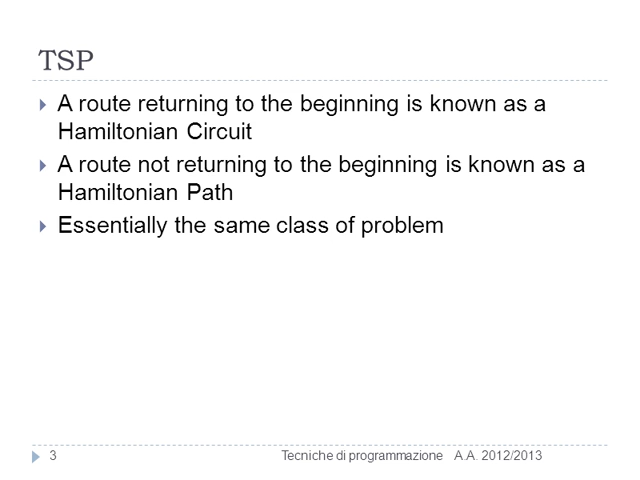 TSP
A route returning to the beginning is known as a
Hamiltonian Circuit
A route not returning to the beginning is known as a
Hamiltonian Path
Essentially the same class of problem
3 Tecniche di programmazione A.A. 2012/2013